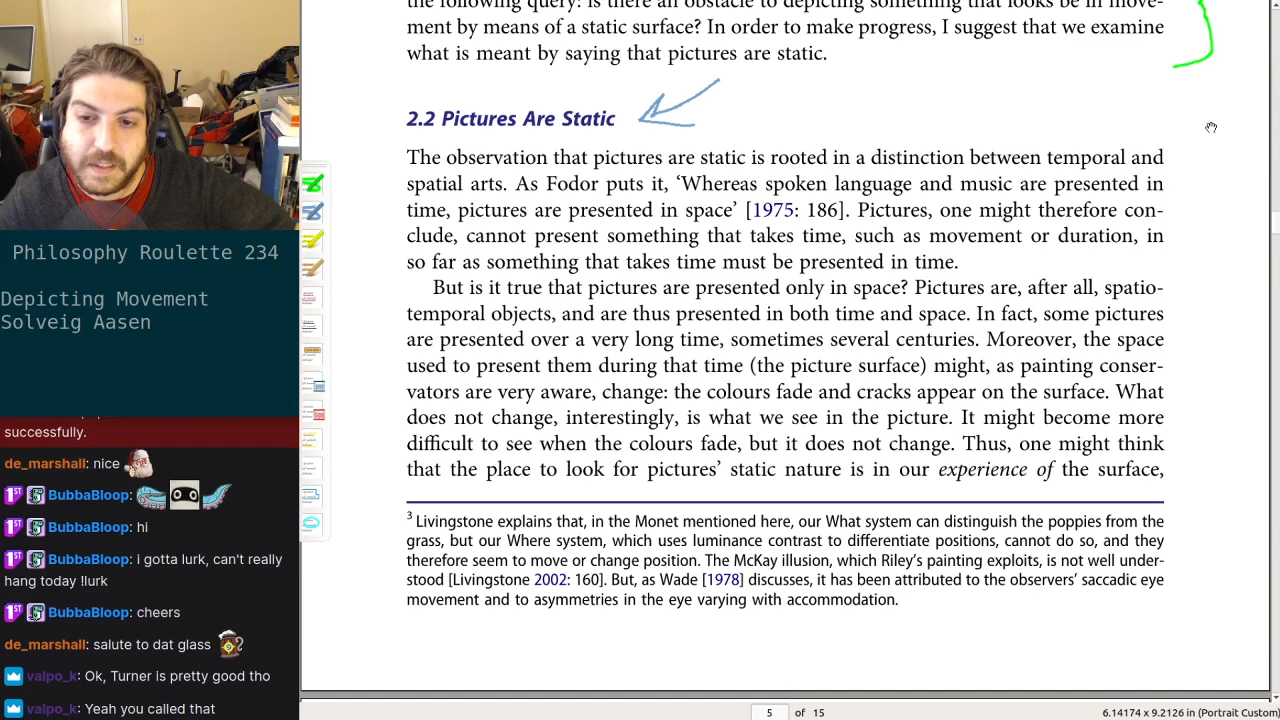 the following query: is there an obstacle to depicting something that looks be in move-
ment by means of a static surface? In order to make progress, I suggest that we examine
what is meant by saying that pictures are static.
2.2 Pictures Are Static
The observation that pictures are static is rooted in a distinction between temporal and
spatial arts. As Fodor puts it, ‘Whereas spoken language and music are presented in
time, pictures are presented in space’ [1975: 186]. Pictures, one might therefore con-
clude, cannot present something that takes time, such as movement or duration, in
so far as something that takes time must be presented in time.
But is it true that pictures are presented only in space? Pictures are, after all, spatio-
temporal objects, and are thus presented in both time and space. In fact, some pictures
are presented over a very long time, sometimes several centuries. Moreover, the space
used to present them during that time (the picture surface) might, as painting conser-
vators are very aware, change: the colours fade and cracks appear on the surface. What
does not change, interestingly, is what we see in the picture. It might become more
difficult to see when the colours fade, but it does not change. Thus, one might think
that the place to look for pictures’ static nature is in our experience of the surface,
3 Livingstone explains that in the Monet mentioned here, our What system can distinguish the poppies from the
grass, but our Where system, which uses luminance contrast to differentiate positions, cannot do so, and they
therefore seem to move or change position. The McKay illusion, which Riley’s painting exploits, is not well under-
stood [Livingstone 2002: 160]. But, as Wade [1978] discusses, it has been attributed to the observers’ saccadic eye
movement and to asymmetries in the eye varying with accommodation.
Philosophy Roulette 234
Depicting Movement
Solveig Aasen
successfully.
de_marshall: nice
1ST BubbaBloop:
1ST BubbaBloop: hi
1ST BubbaBloop: i gotta lurk, can't really
hang today !lurk
1ST BubbaBloop: cheers
de_marshall: salute to dat glass
valpo_k: Ok, Turner is pretty good tho
valpo_k: Yeah you called that
5 of 15
6.14174 x 9.2126 in (Portrait Custom)